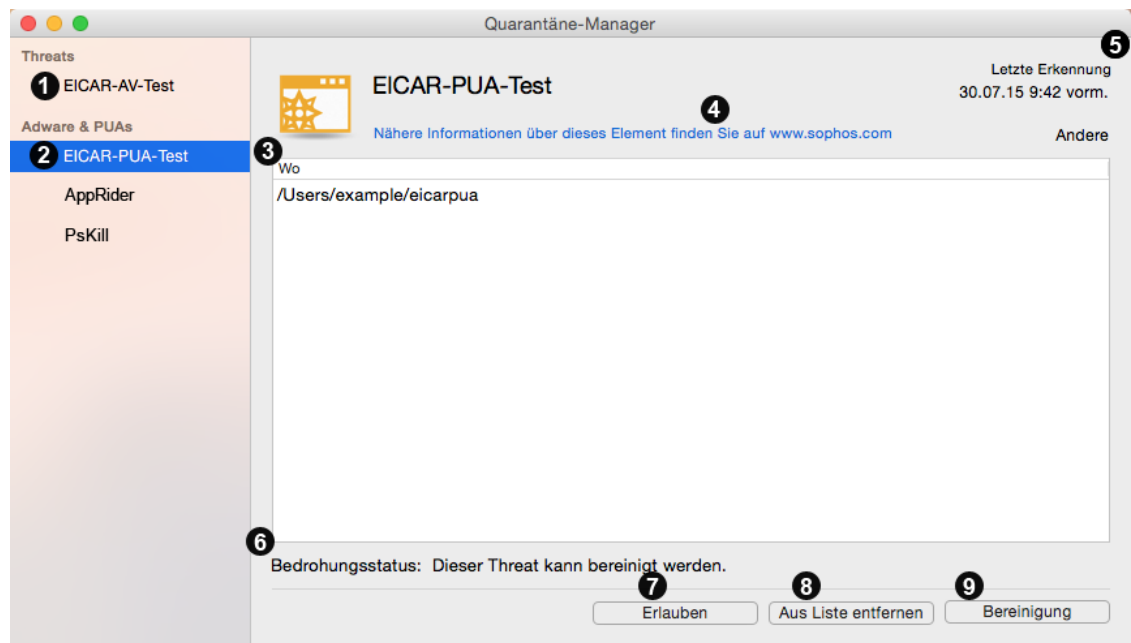 Quarantäne-Manager
Threats
1 EICAR-AV-Test
Adware & PUAs
2 EICAR-PUA-Test
AppRider
PsKill
EICAR-PUA-Test
4
Nähere Informationen über dieses Element finden Sie auf www.sophos.com
5
Letzte Erkennung
30.07.15 9:42 vorm.
Andere
3
Wo
/Users/example/eicarpua
6
Bedrohungsstatus: Dieser Threat kann bereinigt werden.
7 8 9
Erlauben Aus Liste entfernen Bereinigung